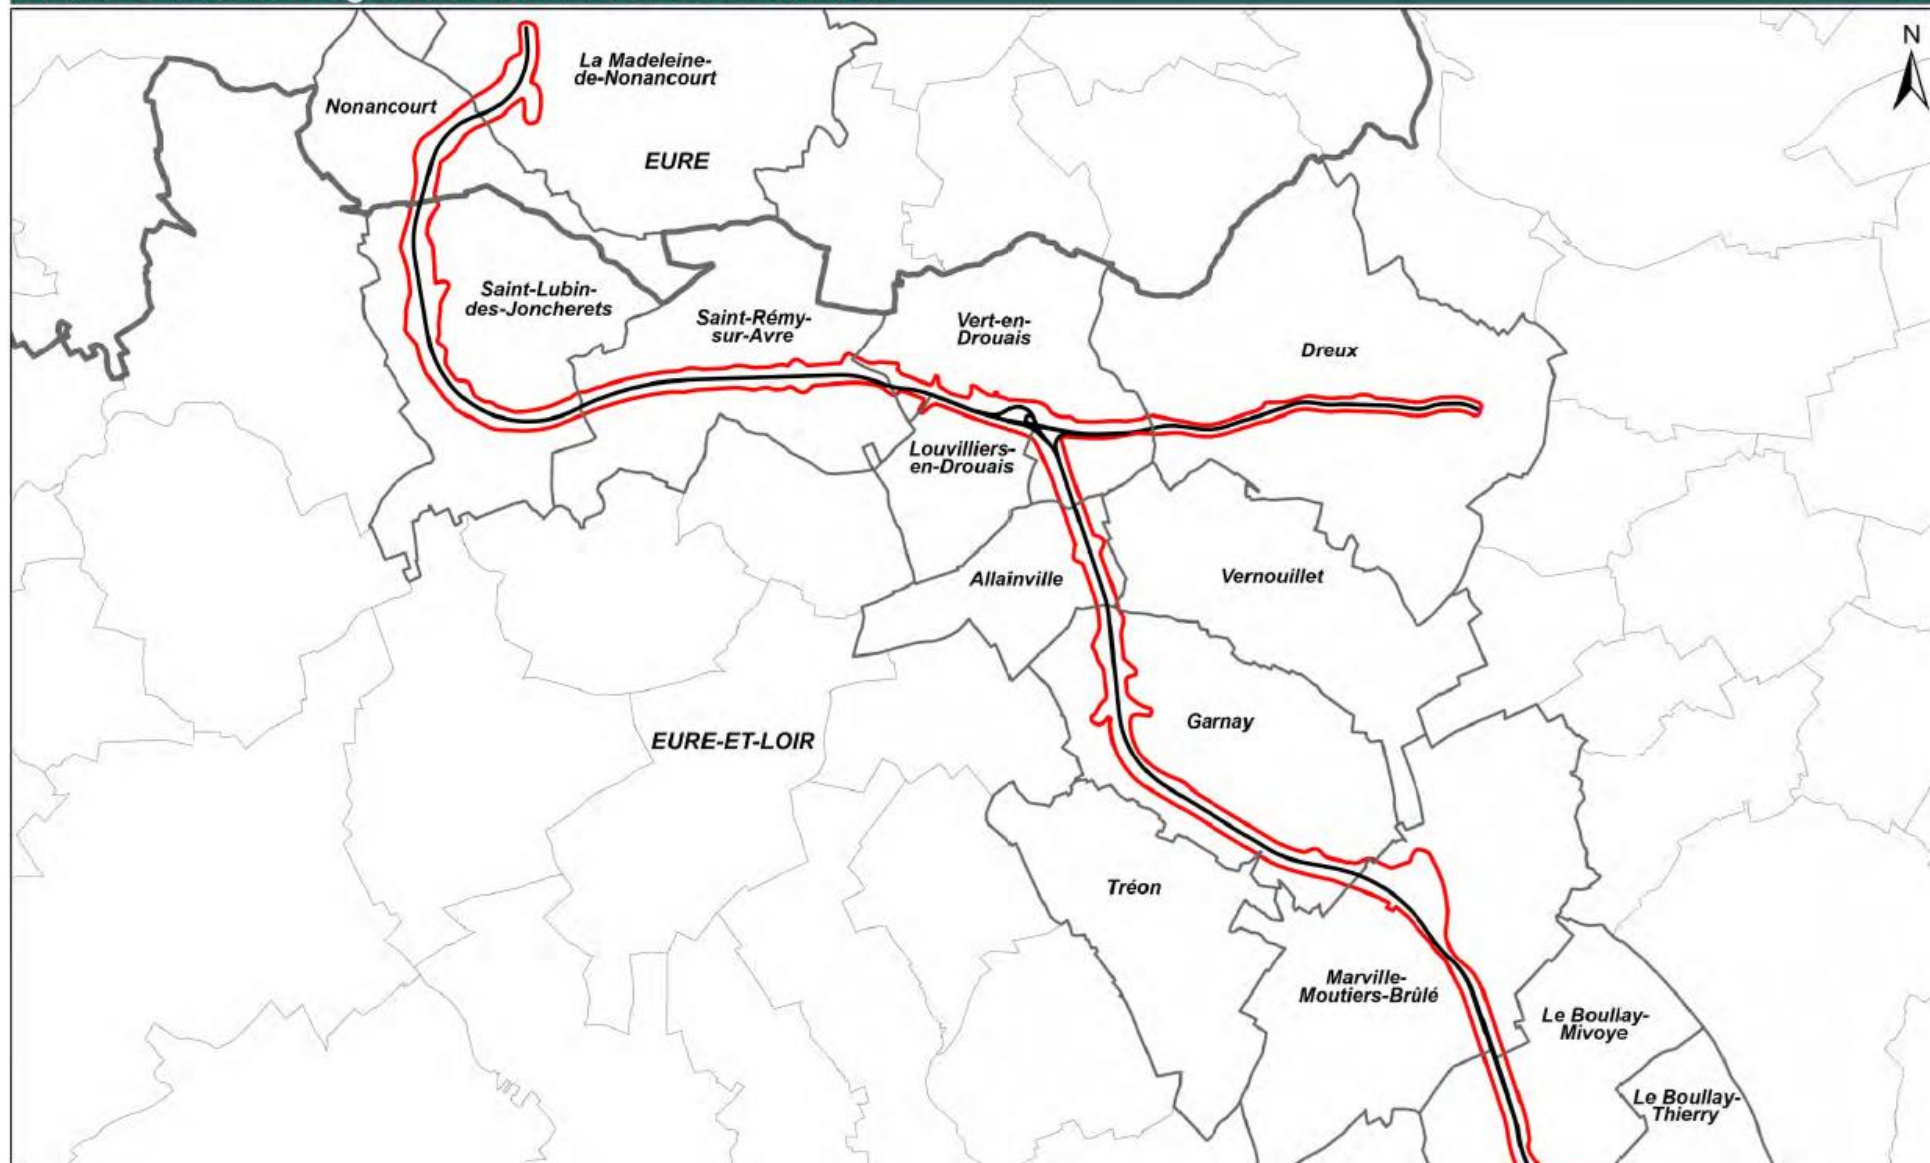 N
La Madeleine-
de-Nonancourt
Nonancourt
EURE
Saint-Lubin-
des-Joncherets
Saint-Rémy-
sur-Avre
Vert-en-
Drouais
Dreux
Louvilliers-
en-Drouais
Allainville
Vernouillet
Garnay
EURE-ET-LOIR
Tréon
Marville-
Moutiers-Brûlé
Le Boullay-
Mivoye
Le Boullay-
Thierry